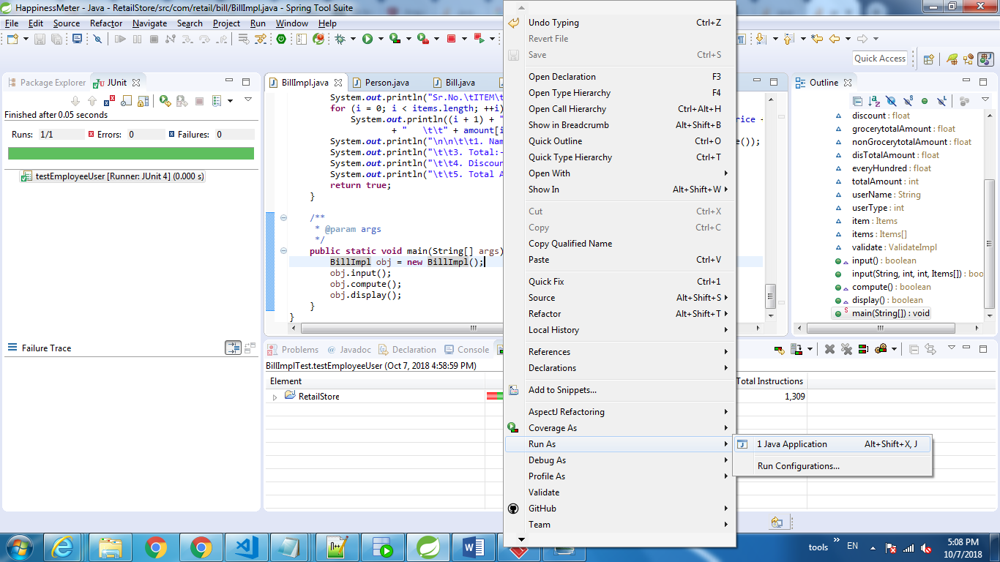 HappinessMeter - Java - RetailStore/src/com/retail/bill/BillImpl.java - Spring Tool Suite
File Edit Source Refactor Navigate Search Project Run Window Help
Quick Access
Package Explorer JUnit
Finished after 0.05 seconds
Runs: 1/1 Errors: 0 Failures: 0
testEmployeeUser [Runner: JUnit 4] (0.000 s)
Failure Trace
BillImpl.java Person.java Bill.java
System.out.println("Sr.No.\tITEM\t
for (i = 0; i < items.length; ++i)
System.out.println((i + 1) + "
+ " \t\t" + amount[i
System.out.println("\n\n\t\t1. Nam
System.out.println("\t\t3. Total:-
System.out.println("\t\t4. Discoun
System.out.println("\t\t5. Total A
return true;
}
/**
* @param args
*/
public static void main(String[] args)
BillImpl obj = new BillImpl();
obj.input();
obj.compute();
obj.display();
}
}
rice -
e());
Undo Typing Ctrl+Z
Revert File
Save Ctrl+S
Open Declaration F3
Open Type Hierarchy F4
Open Call Hierarchy Ctrl+Alt+H
Show in Breadcrumb Alt+Shift+B
Quick Outline Ctrl+O
Quick Type Hierarchy Ctrl+T
Open With
Show In Alt+Shift+W
Cut Ctrl+X
Copy Ctrl+C
Copy Qualified Name
Paste Ctrl+V
Quick Fix Ctrl+1
Source Alt+Shift+S
Refactor Alt+Shift+T
Local History
References
Declarations
Add to Snippets...
AspectJ Refactoring
Coverage As
Run As
Debug As
Profile As
Validate
GitHub
Team
1 Java Application Alt+Shift+X, J
Run Configurations...
Outline
discount : float
grocerytotalAmount : float
nonGrocerytotalAmount : float
disTotalAmount : float
everyHundred : float
totalAmount : int
userName : String
userType : int
item : Items
items : Items[]
validate : ValidateImpl
input() : boolean
input(String, int, int, Items[]) : boo
compute() : boolean
display() : boolean
main(String[]) : void
Problems @ Javadoc Declaration Console
BillImplTest.testEmployeeUser (Oct 7, 2018 4:58:59 PM)
Element Total Instructions
RetailStore 1,309
tools EN 5:08 PM
10/7/2018